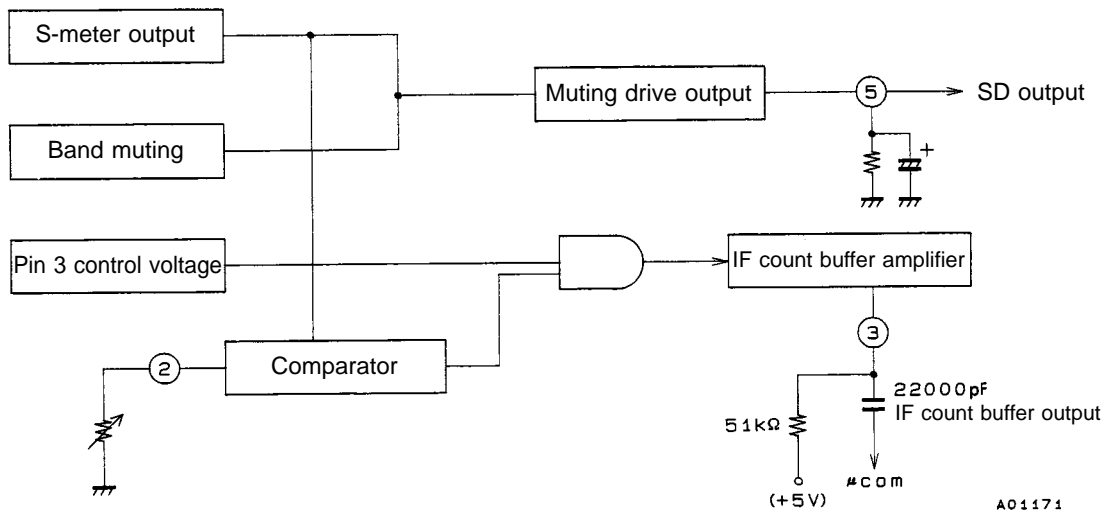 S-meter output
Muting drive output
5
SD output
Band muting
+
Pin 3 control voltage
IF count buffer amplifier
3
2
Comparator
22000pF
IF count buffer output
51kΩ
μcom
(+5V)
A01171